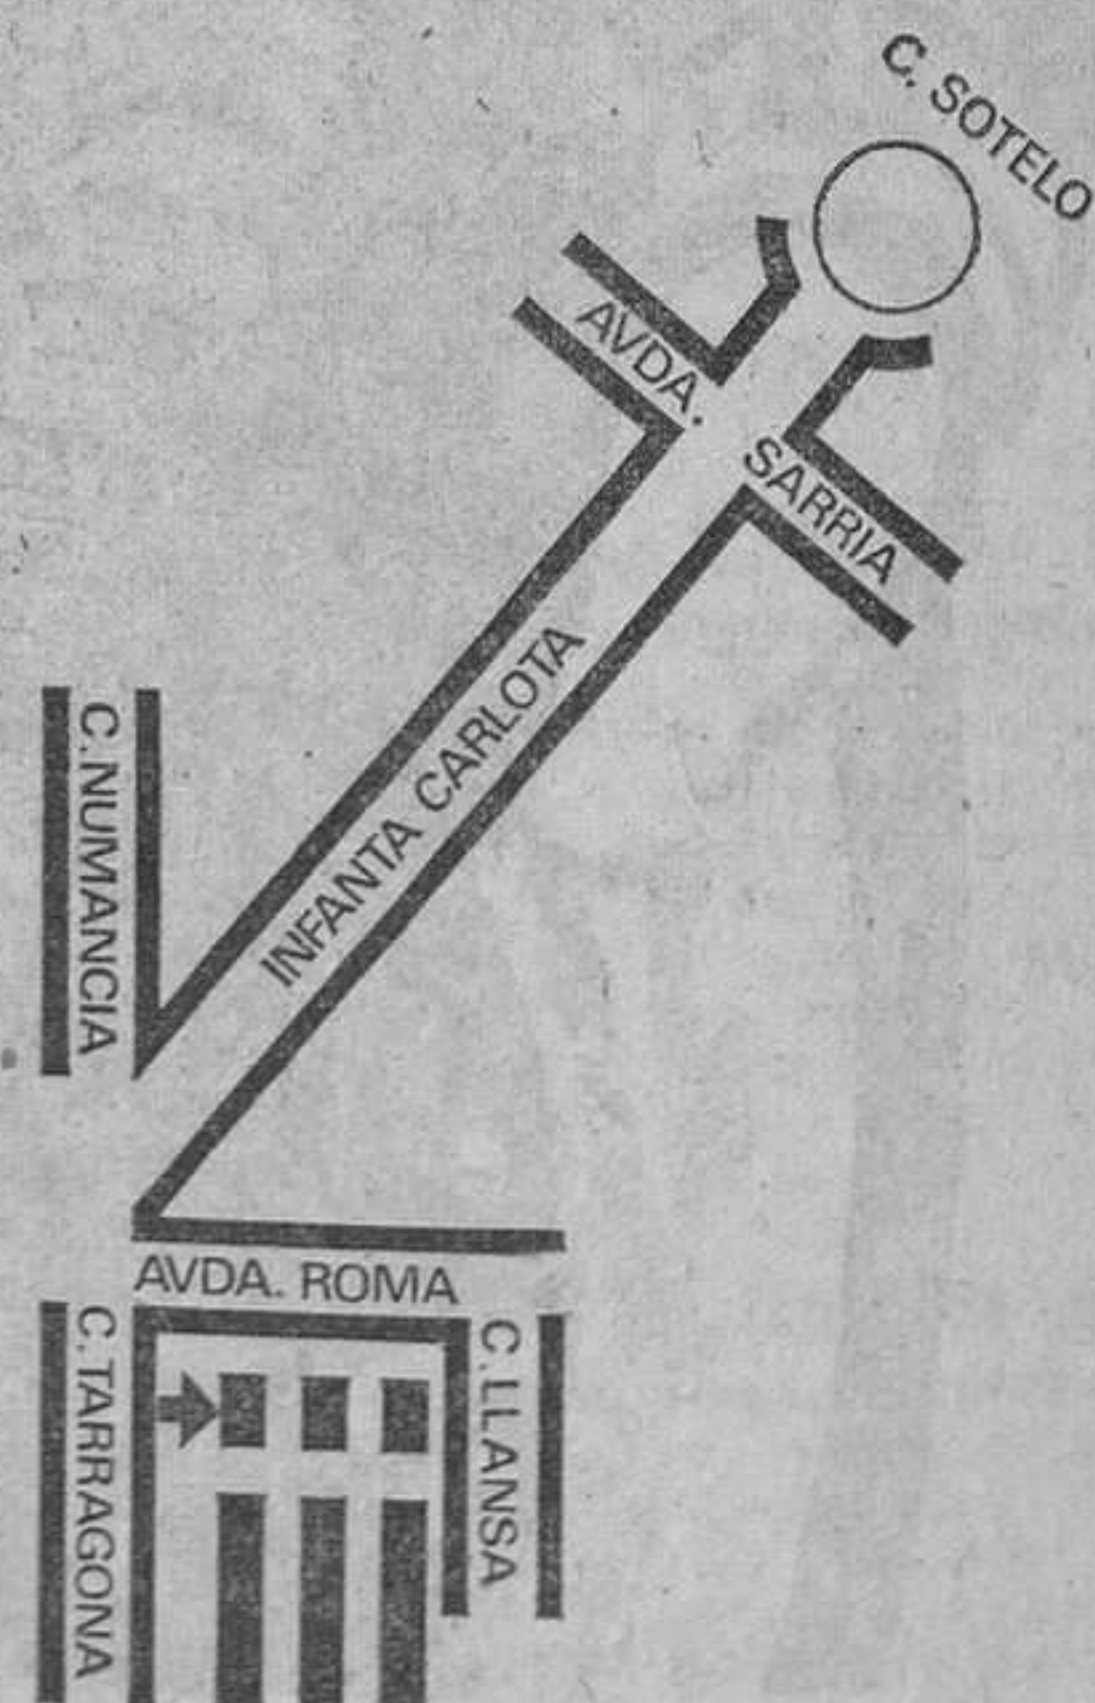 C. SOTELO
AVDA. SARRIA
INFANTA CARLOTA
C. NUMANCIA
AVDA. ROMA
C. LLANSA
C. TARRAGONA